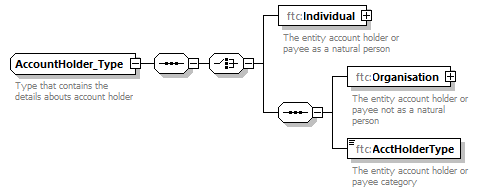 ftc:Individual
The entity account holder or
payee as a natural person
AccountHolder_Type
Type that contains the
details abouts account holder
ftc:Organisation
The entity account holder or
payee not as a natural
person
ftc:AcctHolderType
The entity account holder or
payee category